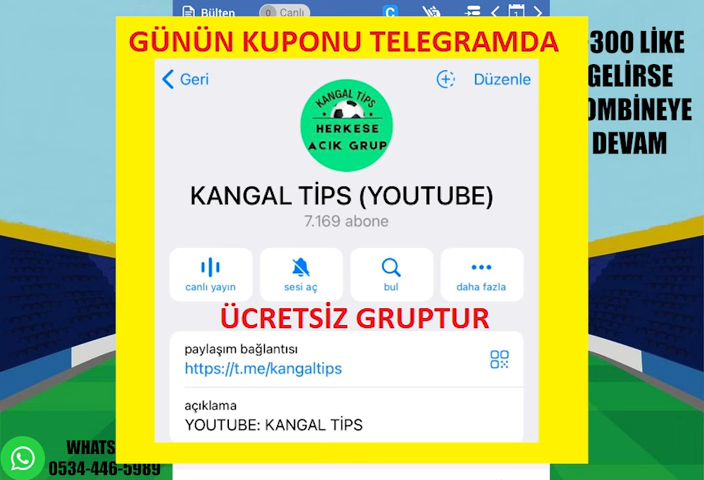 Bülten
0 Canlı
GÜNÜN KUPONU TELEGRAMDA
300 LİKE
GELİRSE
OMBİNEYE
DEVAM
Geri
Düzenle
KANGAL TİPS
HERKESE
ACIK GRUP
KANGAL TİPS (YOUTUBE)
7.169 abone
canlı yayın
sesi aç
bul
daha fazla
ÜCRETSİZ GRUPTUR
paylaşım bağlantısı
https://t.me/kangaltips
açıklama
YOUTUBE: KANGAL TİPS
WHATS
0534-446-5989